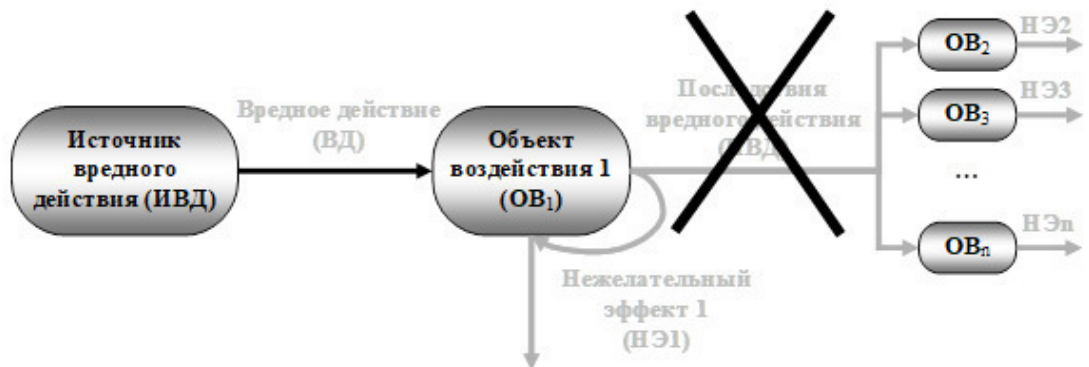 Источник
вредного
действия (ИВД)
Вредное действие
(ВД)
Объект
воздействия 1
(ОВ₁)
Последствия
вредного действия
(ПВД)
Нежелательный
эффект 1
(НЭ1)
ОВ₂
НЭ2
ОВ₃
НЭ3
...
ОВₙ
НЭn